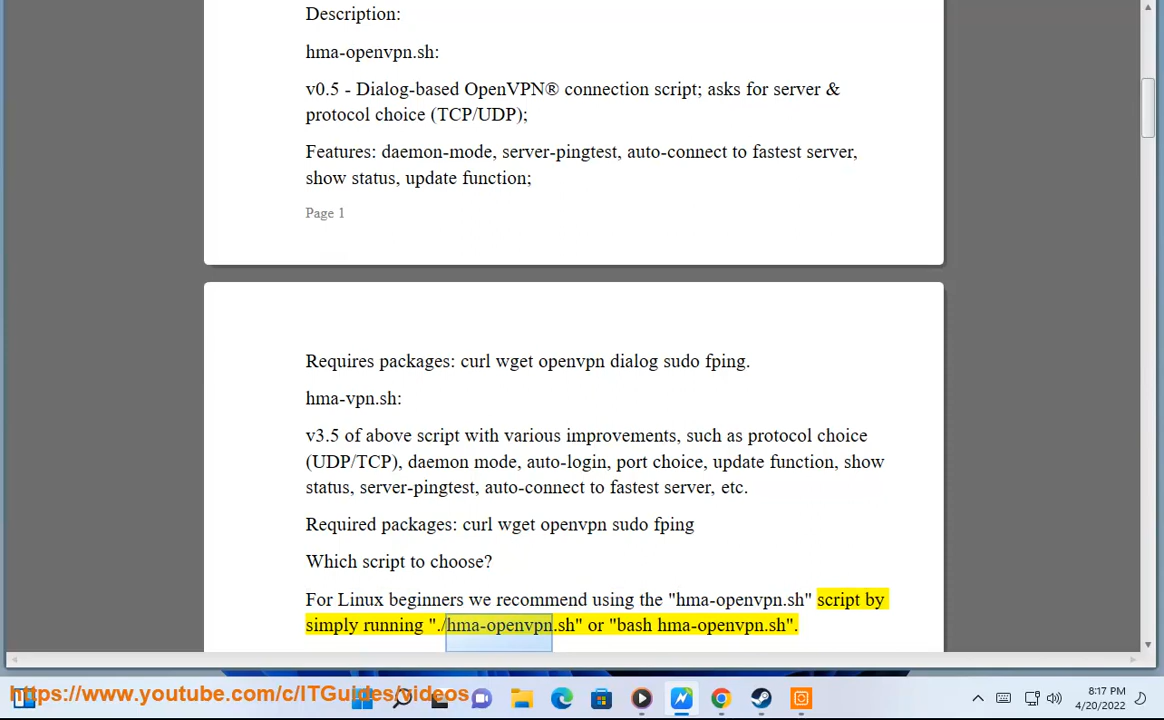 Description:
hma-openvpn.sh:
v0.5 - Dialog-based OpenVPN® connection script; asks for server &
protocol choice (TCP/UDP);
Features: daemon-mode, server-pingtest, auto-connect to fastest server,
show status, update function;
Page 1
Requires packages: curl wget openvpn dialog sudo fping.
hma-vpn.sh:
v3.5 of above script with various improvements, such as protocol choice
(UDP/TCP), daemon mode, auto-login, port choice, update function, show
status, server-pingtest, auto-connect to fastest server, etc.
Required packages: curl wget openvpn sudo fping
Which script to choose?
For Linux beginners we recommend using the "hma-openvpn.sh" script by
simply running "./hma-openvpn.sh" or "bash hma-openvpn.sh".
https://www.youtube.com/c/ITGuides/videos
8:17 PM
4/20/2022